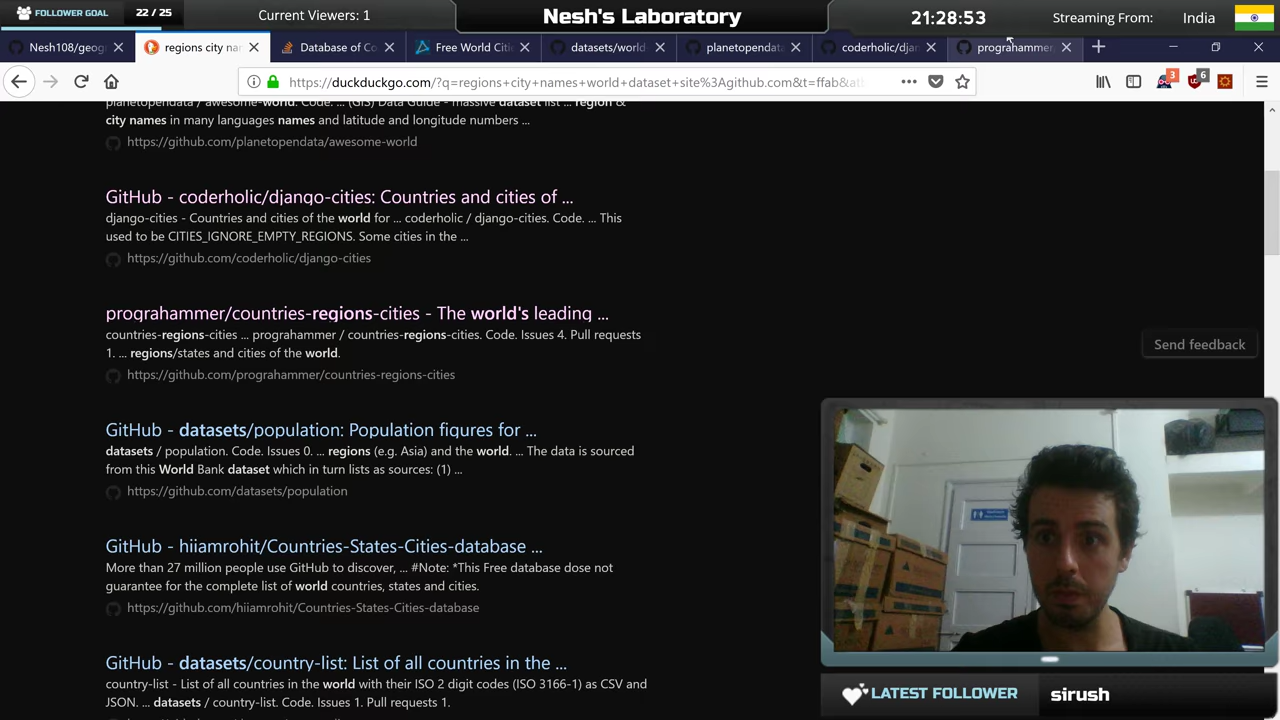 FOLLOWER GOAL
22 / 25
Current Viewers: 1
Nesh's Laboratory
21:28:53
Streaming From:
India
Nesh108/geog
regions city na
Database of Co
Free World Citi
datasets/world
planetopendata
coderholic/dja
prograhammer
https://duckduckgo.com/?q=regions+city+names+world+dataset+site%3Agithub.com&t=ffab&at
3
6
planetopendata / awesome-world. Code. ... (GIS) Data Guide - massive dataset list ... region &
city names in many languages names and latitude and longitude numbers ...
https://github.com/planetopendata/awesome-world
GitHub - coderholic/django-cities: Countries and cities of ...
django-cities - Countries and cities of the world for ... coderholic / django-cities. Code. ... This
used to be CITIES_IGNORE_EMPTY_REGIONS. Some cities in the ...
https://github.com/coderholic/django-cities
prograhammer/countries-regions-cities - The world's leading ...
countries-regions-cities ... prograhammer / countries-regions-cities. Code. Issues 4. Pull requests
1. ... regions/states and cities of the world.
https://github.com/prograhammer/countries-regions-cities
Send feedback
GitHub - datasets/population: Population figures for ...
datasets / population. Code. Issues 0. ... regions (e.g. Asia) and the world. ... The data is sourced
from this World Bank dataset which in turn lists as sources: (1) ...
https://github.com/datasets/population
GitHub - hiiamrohit/Countries-States-Cities-database ...
More than 27 million people use GitHub to discover, ... #Note: *This Free database dose not
guarantee for the complete list of world countries, states and cities.
https://github.com/hiiamrohit/Countries-States-Cities-database
GitHub - datasets/country-list: List of all countries in the ...
country-list - List of all countries in the world with their ISO 2 digit codes (ISO 3166-1) as CSV and
JSON. ... datasets / country-list. Code. Issues 1. Pull requests 1.
LATEST FOLLOWER
sirush